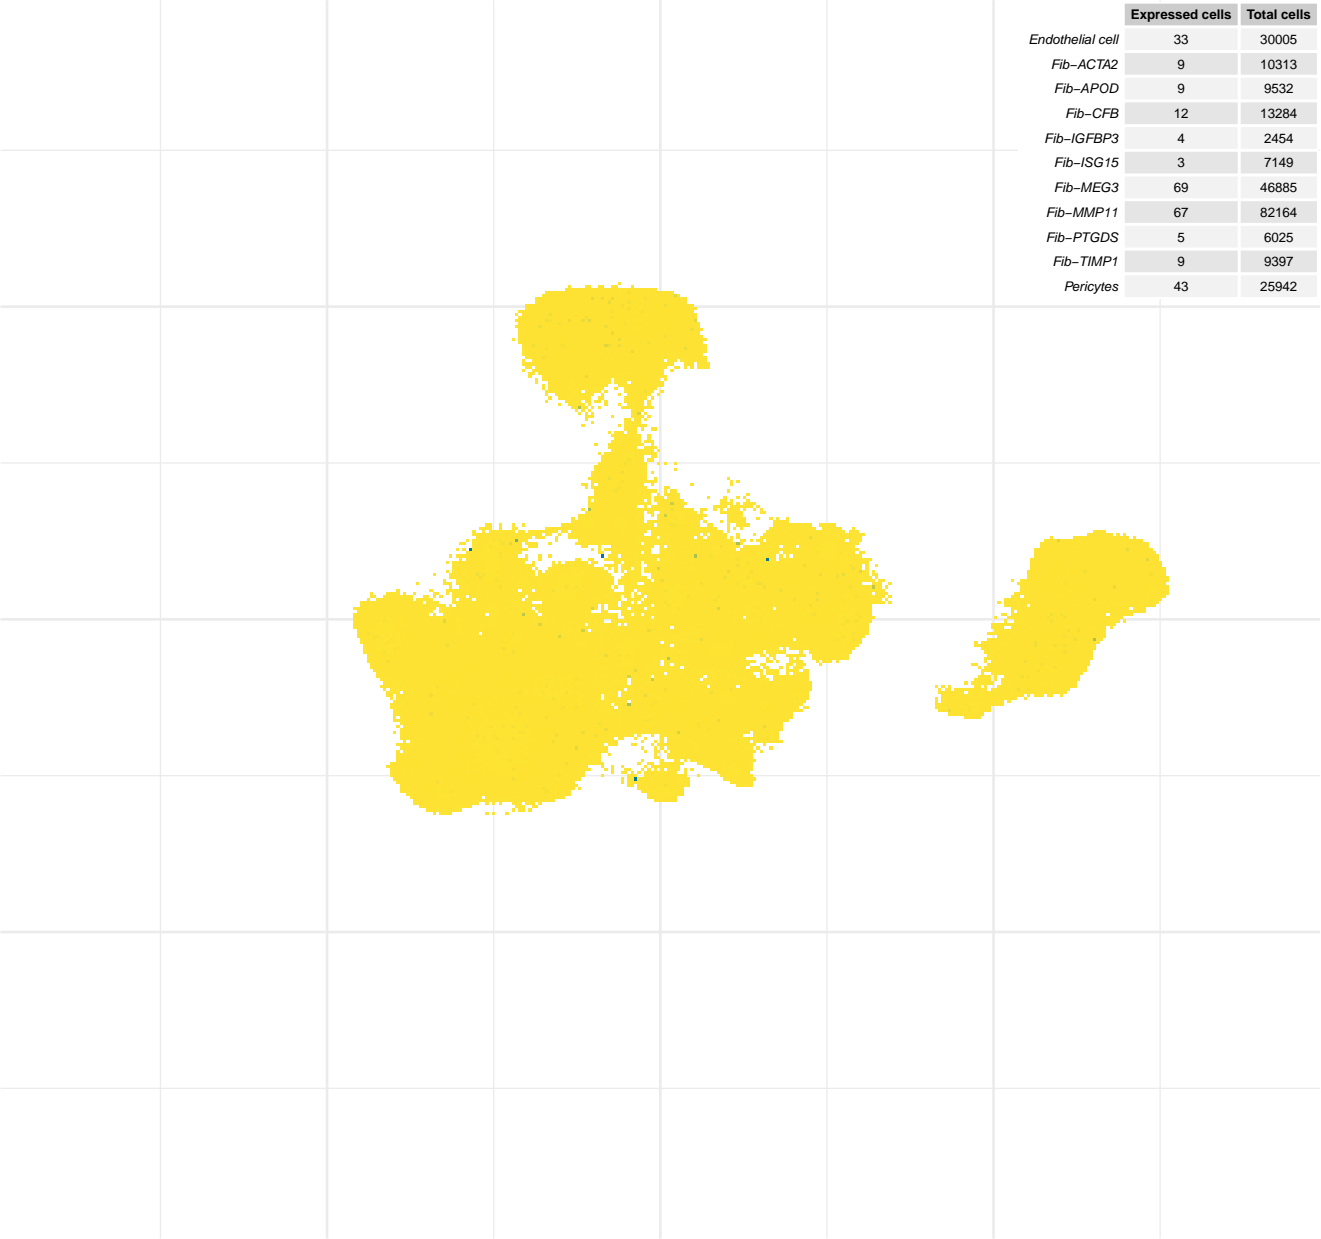 Expressed cells Total cells
Endothelial cell 33 30005
Fib−ACTA2 9 10313
Fib−APOD 9 9532
Fib−CFB 12 13284
Fib−IGFBP3 4 2454
Fib−ISG15 3 7149
Fib−MEG3 69 46885
Fib−MMP11 67 82164
Fib−PTGDS 5 6025
Fib−TIMP1 9 9397
Pericytes 43 25942